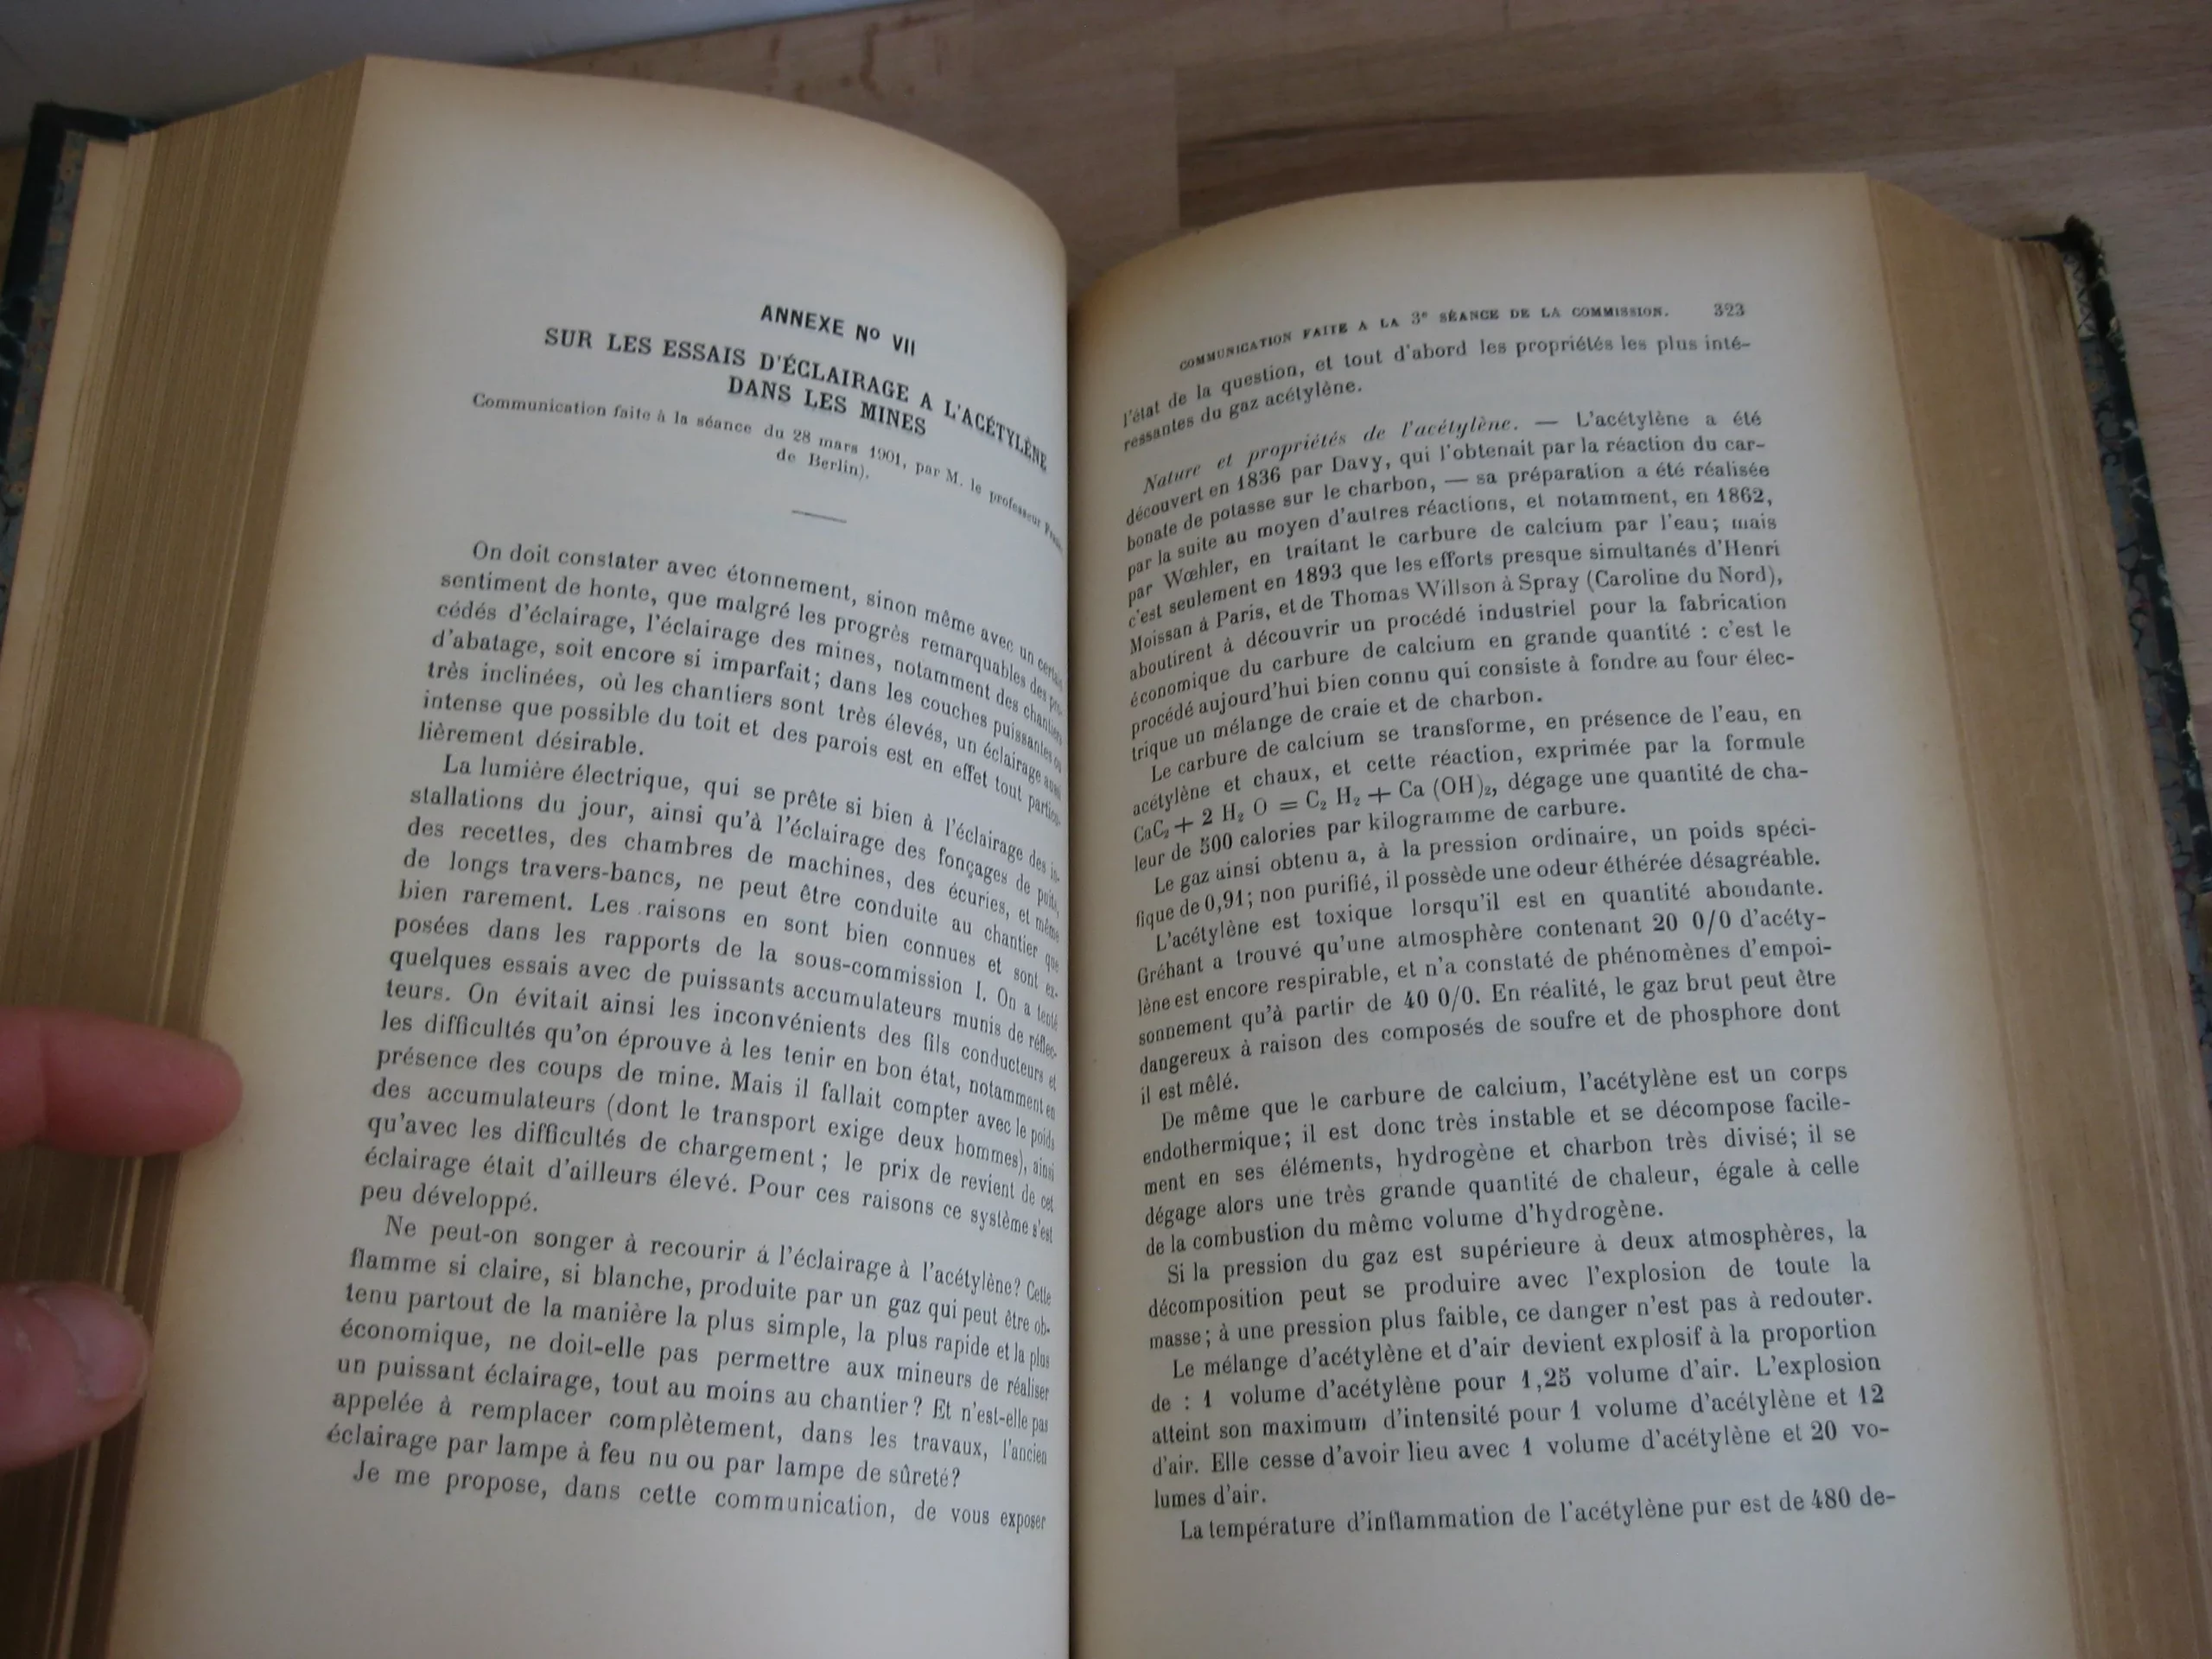 ANNEXE No VII
SUR LES ESSAIS D'ÉCLAIRAGE A L'ACÉTYLÈNE
DANS LES MINES
Communication faite à la séance du 28 mars 1901, par M. le professeur
de Berlin).
On doit constater avec étonnement, sinon même avec un certain
sentiment de honte, que malgré les progrès remarquables des pro-
cédés d'éclairage, l'éclairage des mines, notamment des chantiers
d'abatage, soit encore si imparfait; dans les couches puissantes ou
très inclinées, où les chantiers sont très élevés, un éclairage aussi
intense que possible du toit et des parois est en effet tout particu-
lièrement désirable.
La lumière électrique, qui se prête si bien à l'éclairage des in-
stallations du jour, ainsi qu'à l'éclairage des fonçages de puits,
des recettes, des chambres de machines, des écuries, et même
de longs travers-bancs, ne peut être conduite au chantier que
bien rarement. Les raisons en sont bien connues et sont ex-
posées dans les rapports de la sous-commission I. On a tenté
quelques essais avec de puissants accumulateurs munis de réflec-
teurs. On évitait ainsi les inconvénients des fils conducteurs et
les difficultés qu'on éprouve à les tenir en bon état, notamment en
présence des coups de mine. Mais il fallait compter avec le poids
des accumulateurs (dont le transport exige deux hommes), ainsi
qu'avec les difficultés de chargement; le prix de revient de cet
éclairage était d'ailleurs élevé. Pour ces raisons ce système s'est
peu développé.
Ne peut-on songer à recourir á l'éclairage à l'acétylène? Cette
flamme si claire, si blanche, produite par un gaz qui peut être ob-
tenu partout de la manière la plus simple, la plus rapide et la plus
économique, ne doit-elle pas permettre aux mineurs de réaliser
un puissant éclairage, tout au moins au chantier? Et n'est-elle pas
appelée à remplacer complètement, dans les travaux, l'ancien
éclairage par lampe à feu nu ou par lampe de sûreté?
Je me propose, dans cette communication, de vous exposer
COMMUNICATION FAITE A LA 3e SÉANCE DE LA COMMISSION. 323
l'état de la question, et tout d'abord les propriétés les plus inté-
ressantes du gaz acétylène.
Nature et propriétés de l'acétylène. — L'acétylène a été
découvert en 1836 par Davy, qui l'obtenait par la réaction du car-
bonate de potasse sur le charbon, — sa préparation a été réalisée
par la suite au moyen d'autres réactions, et notamment, en 1862,
par Wœhler, en traitant le carbure de calcium par l'eau; mais
c'est seulement en 1893 que les efforts presque simultanés d'Henri
Moissan á Paris, et de Thomas Willson à Spray (Caroline du Nord),
aboutirent à découvrir un procédé industriel pour la fabrication
économique du carbure de calcium en grande quantité : c'est le
procédé aujourd'hui bien connu qui consiste à fondre au four élec-
trique un mélange de craie et de charbon.
Le carbure de calcium se transforme, en présence de l'eau, en
acétylène et chaux, et cette réaction, exprimée par la formule
CaC₂ + 2 H₂ O = C₂ H₂ + Ca (OH)₂, dégage une quantité de cha-
leur de 500 calories par kilogramme de carbure.
Le gaz ainsi obtenu a, à la pression ordinaire, un poids spéci-
fique de 0,91; non purifié, il possède une odeur éthérée désagréable.
L'acétylène est toxique lorsqu'il est en quantité abondante.
Gréhant a trouvé qu'une atmosphère contenant 20 0/0 d'acéty-
lène est encore respirable, et n'a constaté de phénomènes d'empoi-
sonnement qu'à partir de 40 0/0. En réalité, le gaz brut peut être
dangereux à raison des composés de soufre et de phosphore dont
il est mêlé.
De même que le carbure de calcium, l'acétylène est un corps
endothermique; il est donc très instable et se décompose facile-
ment en ses éléments, hydrogène et charbon très divisé; il se
dégage alors une très grande quantité de chaleur, égale à celle
de la combustion du même volume d'hydrogène.
Si la pression du gaz est supérieure à deux atmosphères, la
décomposition peut se produire avec l'explosion de toute la
masse; à une pression plus faible, ce danger n'est pas à redouter.
Le mélange d'acétylène et d'air devient explosif à la proportion
de : 1 volume d'acétylène pour 1,25 volume d'air. L'explosion
atteint son maximum d'intensité pour 1 volume d'acétylène et 12
d'air. Elle cesse d'avoir lieu avec 1 volume d'acétylène et 20 vo-
lumes d'air.
La température d'inflammation de l'acétylène pur est de 480 de-